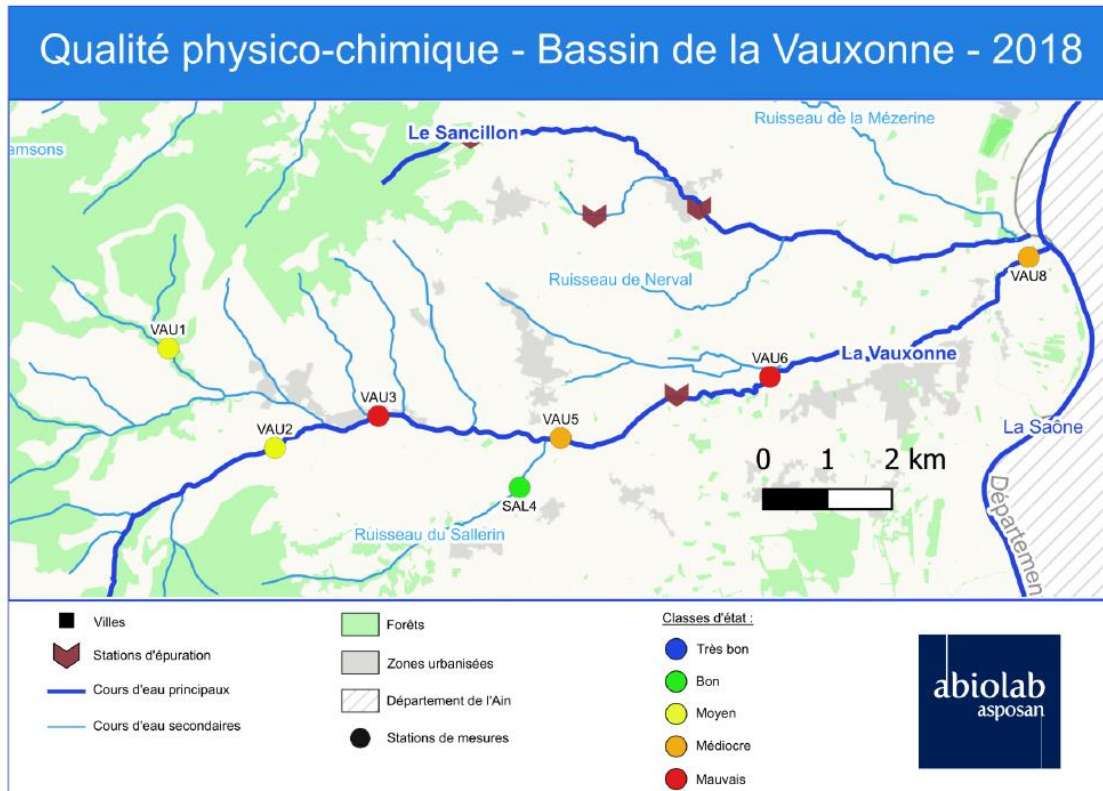 Qualité physico-chimique - Bassin de la Vauxonne - 2018
Le Sancillon
Ruisseau de la Mézerine
amsons
Ruisseau de Nerval
VAU8
VAU1
VAU6
La Vauxonne
VAU3
VAU2
VAU5
La Saône
0 1 2 km
SAL4
Ruisseau du Sallerin
Départemen
Villes
Stations d'épuration
Cours d'eau principaux
Cours d'eau secondaires
Forêts
Zones urbanisées
Département de l'Ain
Stations de mesures
Classes d'état :
Très bon
Bon
Moyen
Médiocre
Mauvais
abiolab
asposan